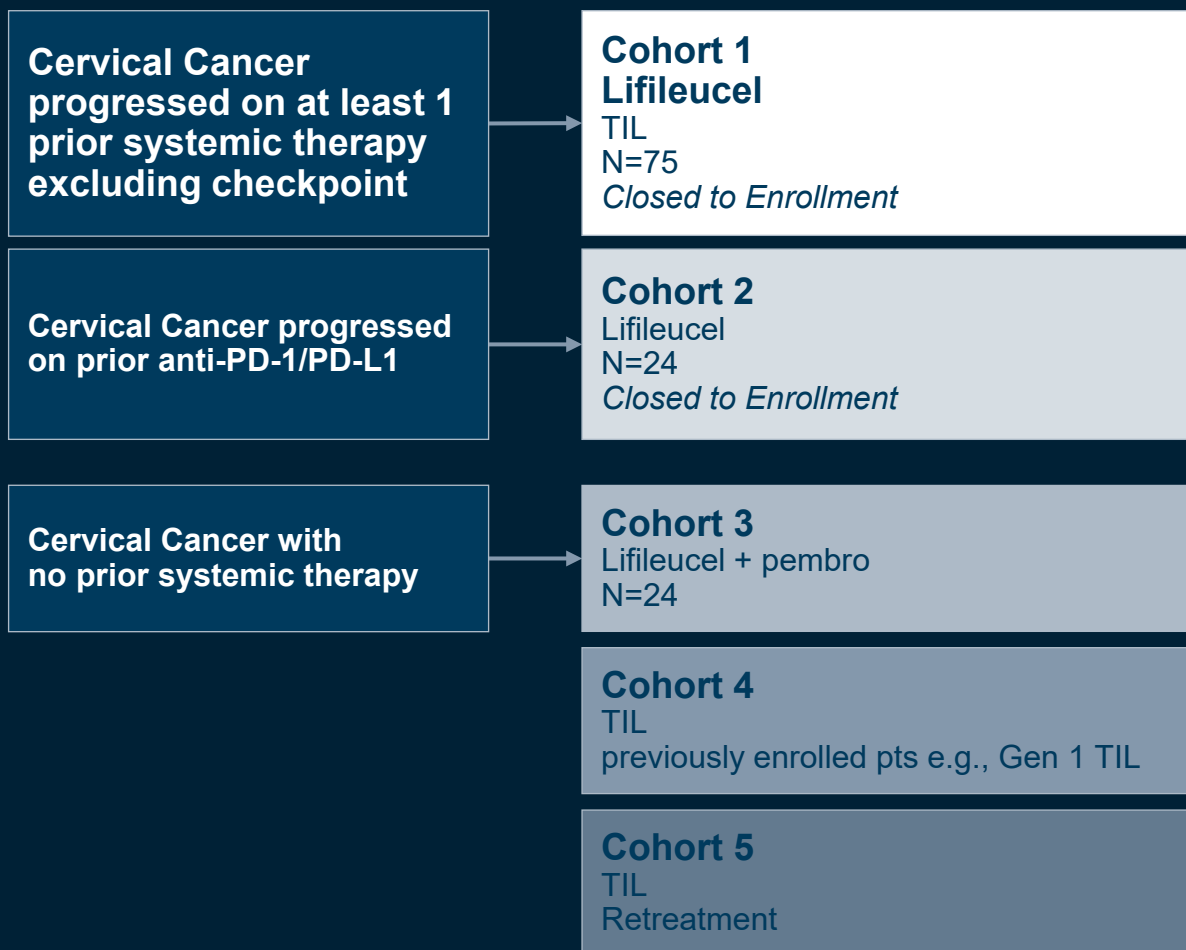 Cervical Cancer
progressed on at least 1
prior systemic therapy
excluding checkpoint
Cohort 1
Lifileucel
TIL
N=75
Closed to Enrollment
Cervical Cancer progressed
on prior anti-PD-1/PD-L1
Cohort 2
Lifileucel
N=24
Closed to Enrollment
Cervical Cancer with
no prior systemic therapy
Cohort 3
Lifileucel + pembro
N=24
Cohort 4
TIL
previously enrolled pts e.g., Gen 1 TIL
Cohort 5
TIL
Retreatment